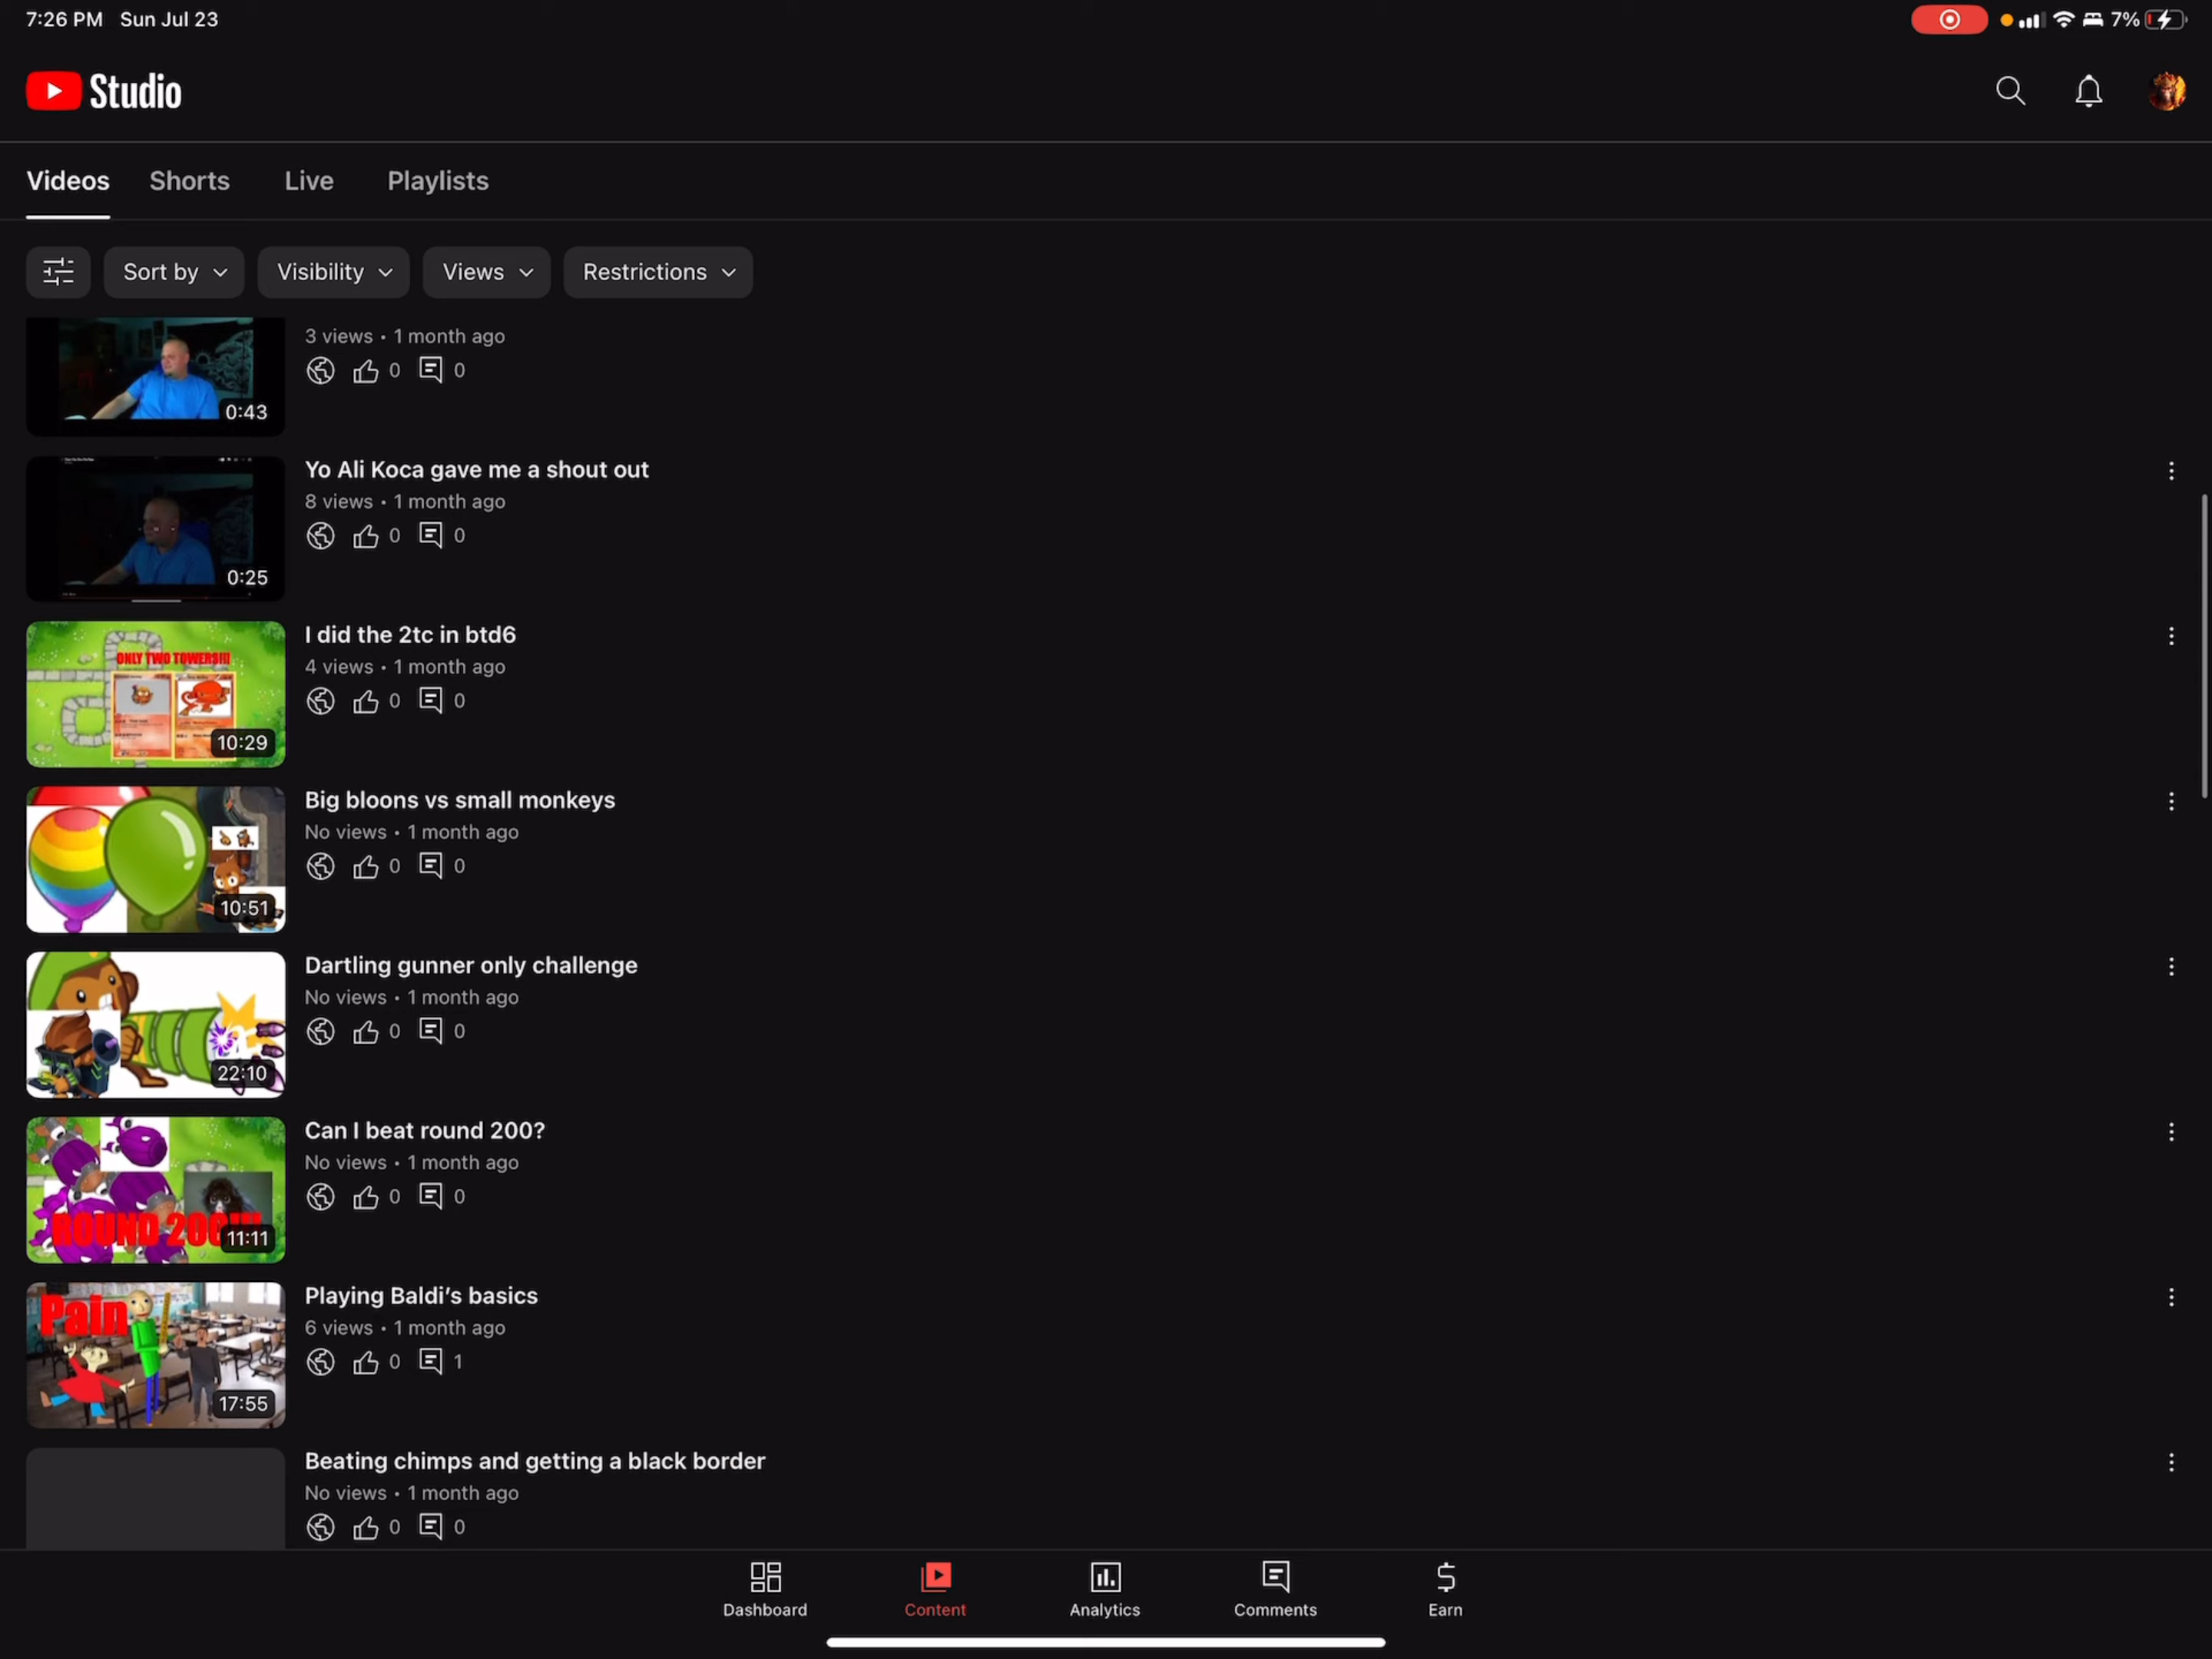 7:26 PM Sun Jul 23
7%
Studio
Videos Shorts Live Playlists
Sort by Visibility Views Restrictions
3 views • 1 month ago
0 0
0:43
Yo Ali Koca gave me a shout out
8 views • 1 month ago
0 0
0:25
I did the 2tc in btd6
4 views • 1 month ago
0 0
ONLY TWO TOWERS!!!
10:29
Big bloons vs small monkeys
No views • 1 month ago
0 0
10:51
Dartling gunner only challenge
No views • 1 month ago
0 0
22:10
Can I beat round 200?
No views • 1 month ago
0 0
ROUND 200!!!
11:11
Playing Baldi’s basics
6 views • 1 month ago
0 1
Pain
17:55
Beating chimps and getting a black border
No views • 1 month ago
0 0
Dashboard Content Analytics Comments Earn